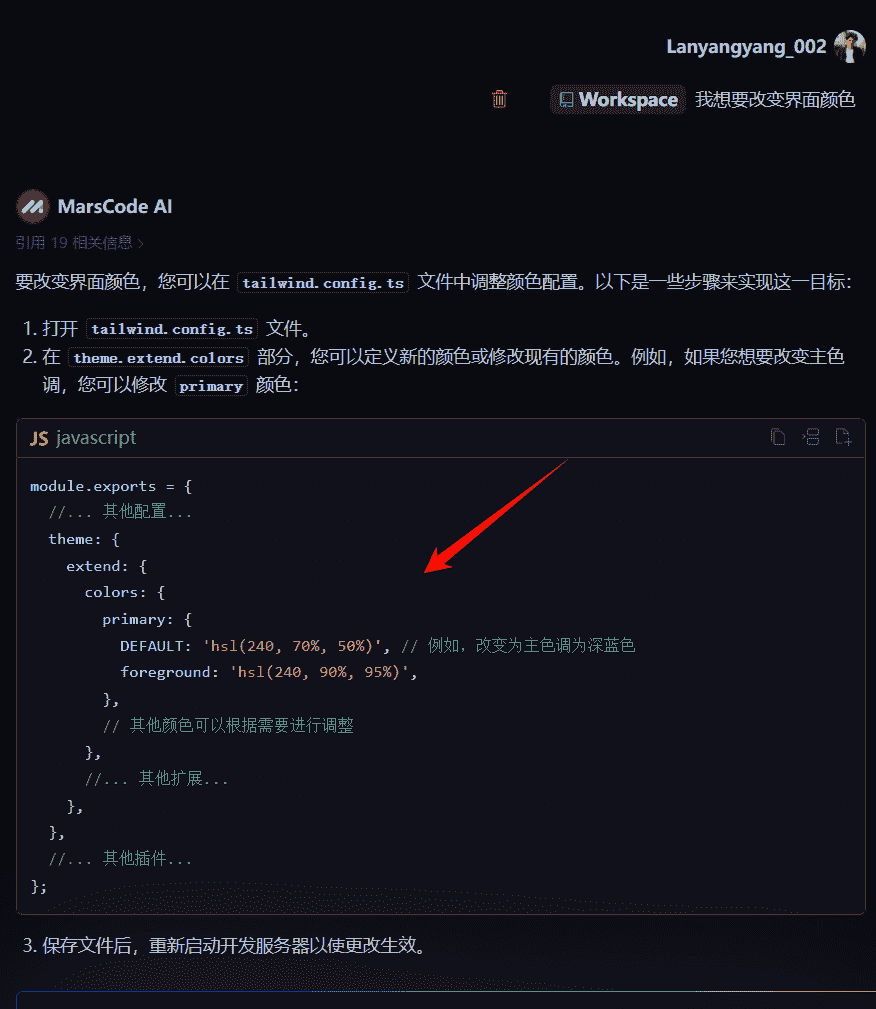 Lanyangyang_002
Workspace 我想要改变界面颜色
MarsCode AI
引用 19 相关信息 >
要改变界面颜色，您可以在 tailwind.config.ts 文件中调整颜色配置。以下是一些步骤来实现这一目标：
1. 打开 tailwind.config.ts 文件。
2. 在 theme.extend.colors 部分，您可以定义新的颜色或修改现有的颜色。例如，如果您想要改变主色
调，您可以修改 primary 颜色：
JS javascript
module.exports = {
  //... 其他配置...
  theme: {
    extend: {
      colors: {
        primary: {
          DEFAULT: 'hsl(240, 70%, 50%)', // 例如，改变为主色调为深蓝色
          foreground: 'hsl(240, 90%, 95%)',
        },
        // 其他颜色可以根据需要进行调整
      },
      //... 其他扩展...
    },
  },
  //... 其他插件...
};
3. 保存文件后，重新启动开发服务器以使更改生效。